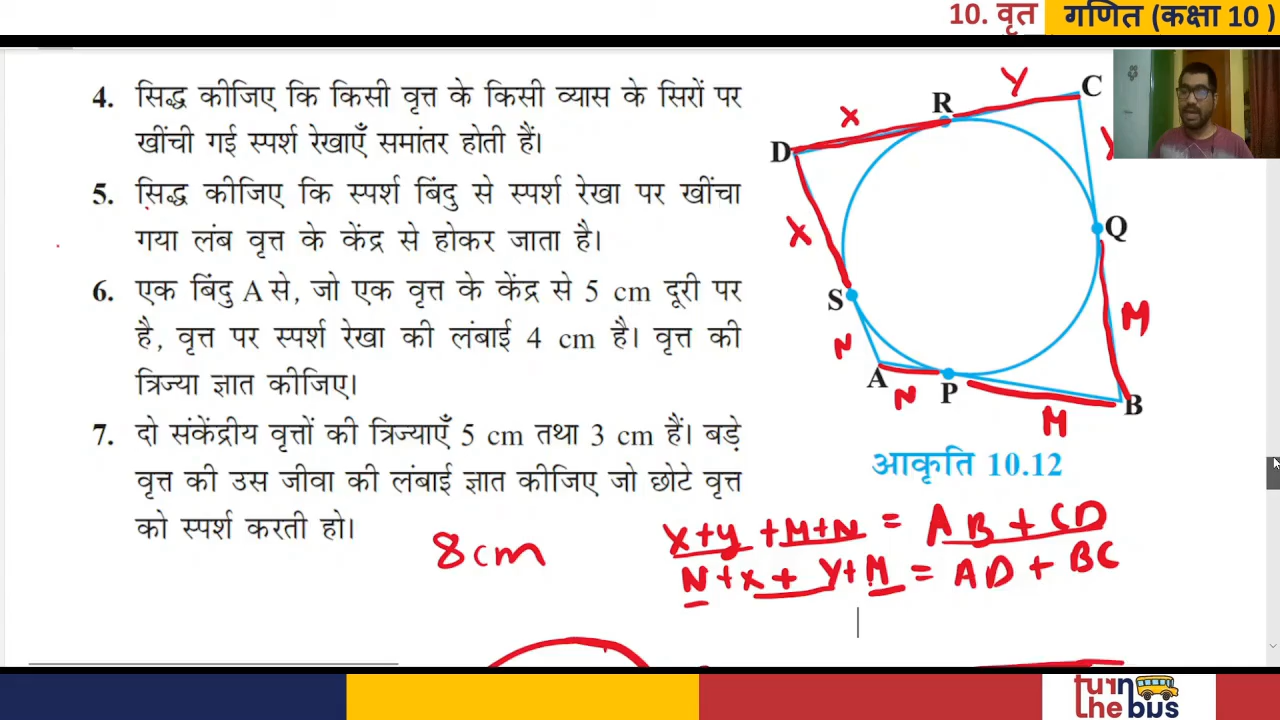 10. वृत गणित (कक्षा 10 )
4. सिद्ध कीजिए कि किसी वृत्त के किसी व्यास के सिरों पर
खींची गई स्पर्श रेखाएँ समांतर होती हैं।
5. सिद्ध कीजिए कि स्पर्श बिंदु से स्पर्श रेखा पर खींचा
गया लंब वृत्त के केंद्र से होकर जाता है।
6. एक बिंदु A से, जो एक वृत्त के केंद्र से 5 cm दूरी पर
है, वृत्त पर स्पर्श रेखा की लंबाई 4 cm है। वृत्त की
त्रिज्या ज्ञात कीजिए।
7. दो संकेंद्रीय वृत्तों की त्रिज्याएँ 5 cm तथा 3 cm हैं। बड़े
वृत्त की उस जीवा की लंबाई ज्ञात कीजिए जो छोटे वृत्त
को स्पर्श करती हो।
8cm
Y
C
R
X
D
Q
X
S
M
N
A
N
P
B
M
आकृति 10.12
X+y+M+N = AB+CD
N+x+y+M = AD+BC
turn
the bus